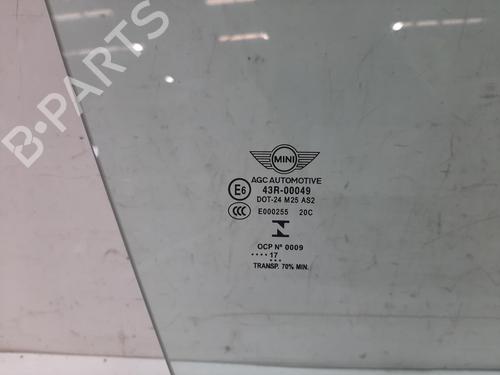 B-PARTS
MINI
AGC AUTOMOTIVE
E6 43R-00049
DOT-24 M25 AS2
CCC E000255 20C
OCP Nº 0009
.... 17 ...
TRANSP. 70% MIN.